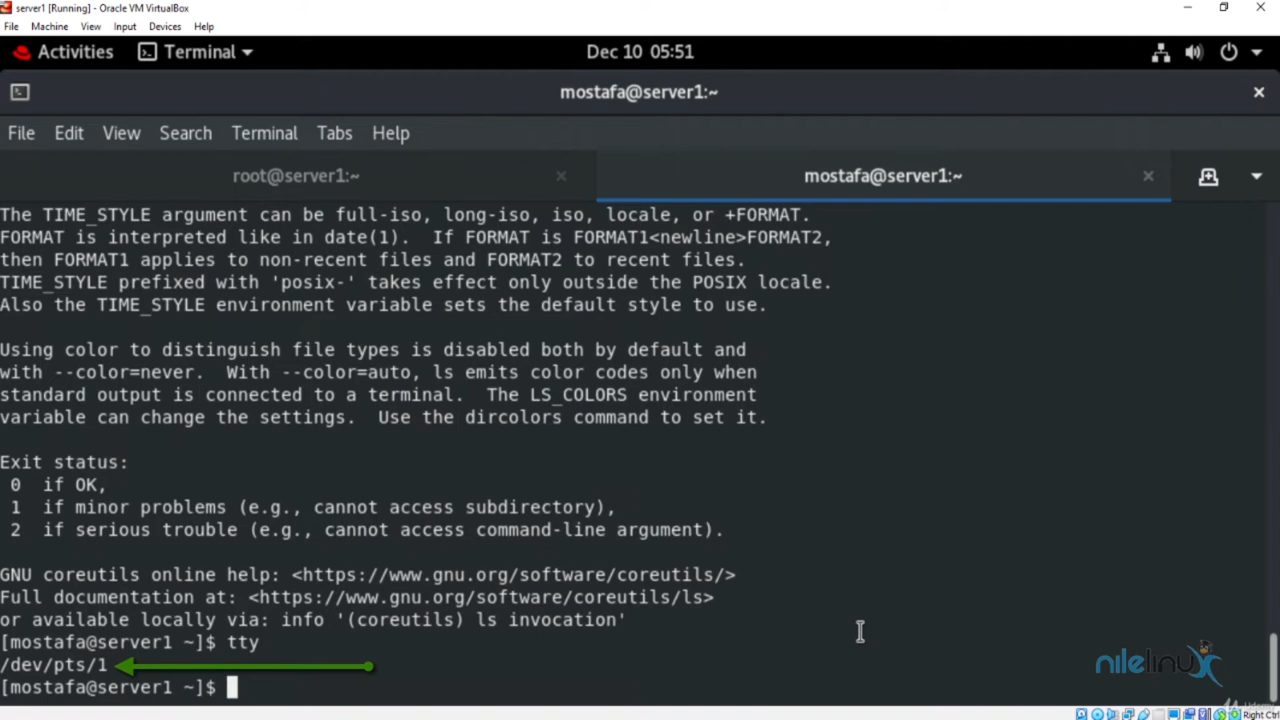 server1 [Running] - Oracle VM VirtualBox
File Machine View Input Devices Help
Activities Terminal Dec 10 05:51
mostafa@server1:~
File Edit View Search Terminal Tabs Help
root@server1:~ mostafa@server1:~
The TIME_STYLE argument can be full-iso, long-iso, iso, locale, or +FORMAT.
FORMAT is interpreted like in date(1).  If FORMAT is FORMAT1<newline>FORMAT2,
then FORMAT1 applies to non-recent files and FORMAT2 to recent files.
TIME_STYLE prefixed with 'posix-' takes effect only outside the POSIX locale.
Also the TIME_STYLE environment variable sets the default style to use.
Using color to distinguish file types is disabled both by default and
with --color=never.  With --color=auto, ls emits color codes only when
standard output is connected to a terminal.  The LS_COLORS environment
variable can change the settings.  Use the dircolors command to set it.
Exit status:
0  if OK,
1  if minor problems (e.g., cannot access subdirectory),
2  if serious trouble (e.g., cannot access command-line argument).
GNU coreutils online help: <https://www.gnu.org/software/coreutils/>
Full documentation at: <https://www.gnu.org/software/coreutils/ls>
or available locally via: info '(coreutils) ls invocation'
[mostafa@server1 ~]$ tty
/dev/pts/1
[mostafa@server1 ~]$
nilelinux
Udemy
Right Ctrl